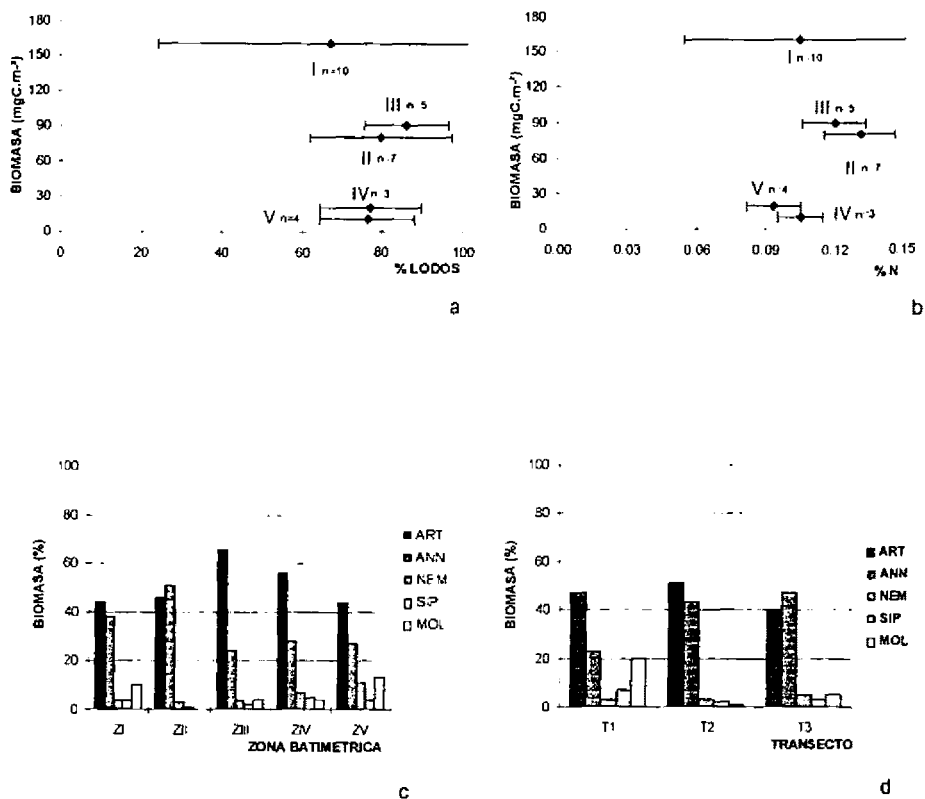 180
150
120
90
60
30
0
BIOMASA (mgC.m-²)
I n=10
III n=5
II n=7
IV n=3
V n=4
0
20
40
60
80
100
% LODOS
a
180
150
120
90
60
30
0
BIOMASA (mgC.m-²)
I n=10
III n=5
II n=7
V n=4
IV n=3
0.00
0.03
0.06
0.09
0.12
0.15
% N
b
100
80
60
40
20
0
BIOMASA (%)
ZI
ZII
ZIII
ZIV
ZV
ZONA BATIMETRICA
ART
ANN
NEM
SIP
MOL
c
100
80
60
40
20
0
BIOMASA (%)
T1
T2
T3
TRANSECTO
ART
ANN
NEM
SIP
MOL
d